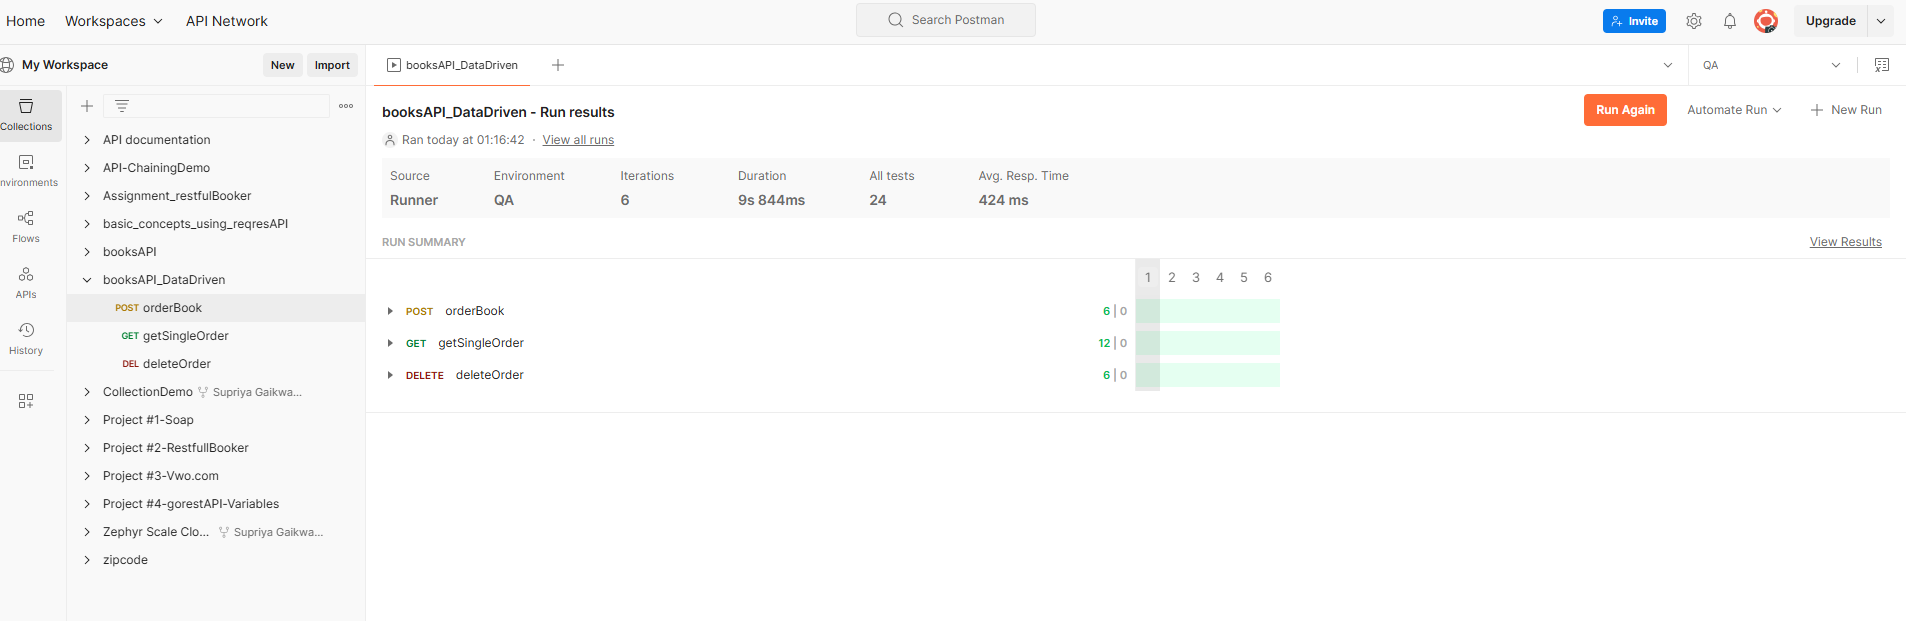 Home Workspaces API Network Search Postman Invite Upgrade
My Workspace New Import booksAPI_DataDriven QA
Collections
nvironments
Flows
APIs
History
API documentation
API-ChainingDemo
Assignment_restfulBooker
basic_concepts_using_reqresAPI
booksAPI
booksAPI_DataDriven
POST orderBook
GET getSingleOrder
DEL deleteOrder
CollectionDemo Supriya Gaikwa...
Project #1-Soap
Project #2-RestfullBooker
Project #3-Vwo.com
Project #4-gorestAPI-Variables
Zephyr Scale Clo... Supriya Gaikwa...
zipcode
booksAPI_DataDriven - Run results Run Again Automate Run New Run
Ran today at 01:16:42 · View all runs
Source Environment Iterations Duration All tests Avg. Resp. Time
Runner QA 6 9s 844ms 24 424 ms
RUN SUMMARY View Results
1 2 3 4 5 6
POST orderBook 6 | 0
GET getSingleOrder 12 | 0
DELETE deleteOrder 6 | 0